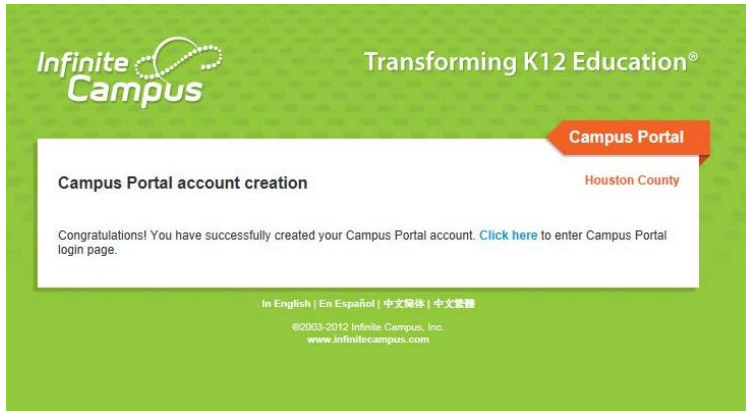 Infinite
Campus
Transforming K12 Education®
Campus Portal
Campus Portal account creation
Houston County
Congratulations! You have successfully created your Campus Portal account. Click here to enter Campus Portal
login page.
In English | En Español | 中文简体 | 中文繁體
©2003-2012 Infinite Campus, Inc.
www.infinitecampus.com